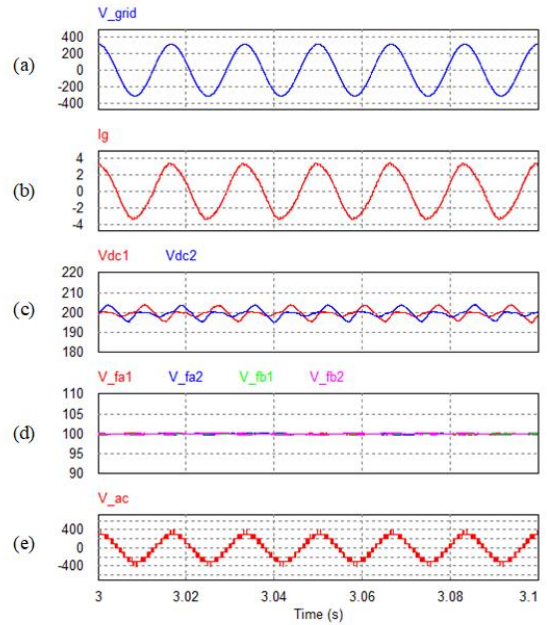 V_grid
(a)
400
200
0
-200
-400
Ig
(b)
4
2
0
-2
-4
Vdc1 Vdc2
(c)
220
210
200
190
180
V_fa1 V_fa2 V_fb1 V_fb2
(d)
110
105
100
95
90
V_ac
(e)
400
200
0
-200
-400
3 3.02 3.04 3.06 3.08 3.1
Time (s)